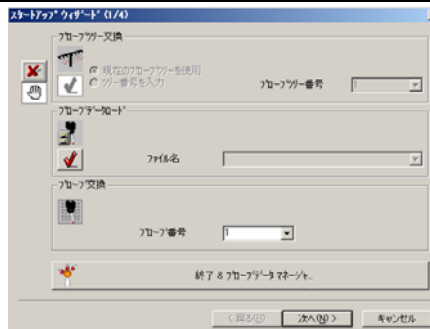 スタートアップ ウィザード (1/4)
プローブツリー交換
現在のプローブツリーを使用
ツリー番号を入力
プローブツリー番号
1
プローブデータロード
ファイル名
プローブ交換
プローブ番号
1
終了 & プローブデータ マネージャ..
< 戻る(B)
次へ(N) >
キャンセル